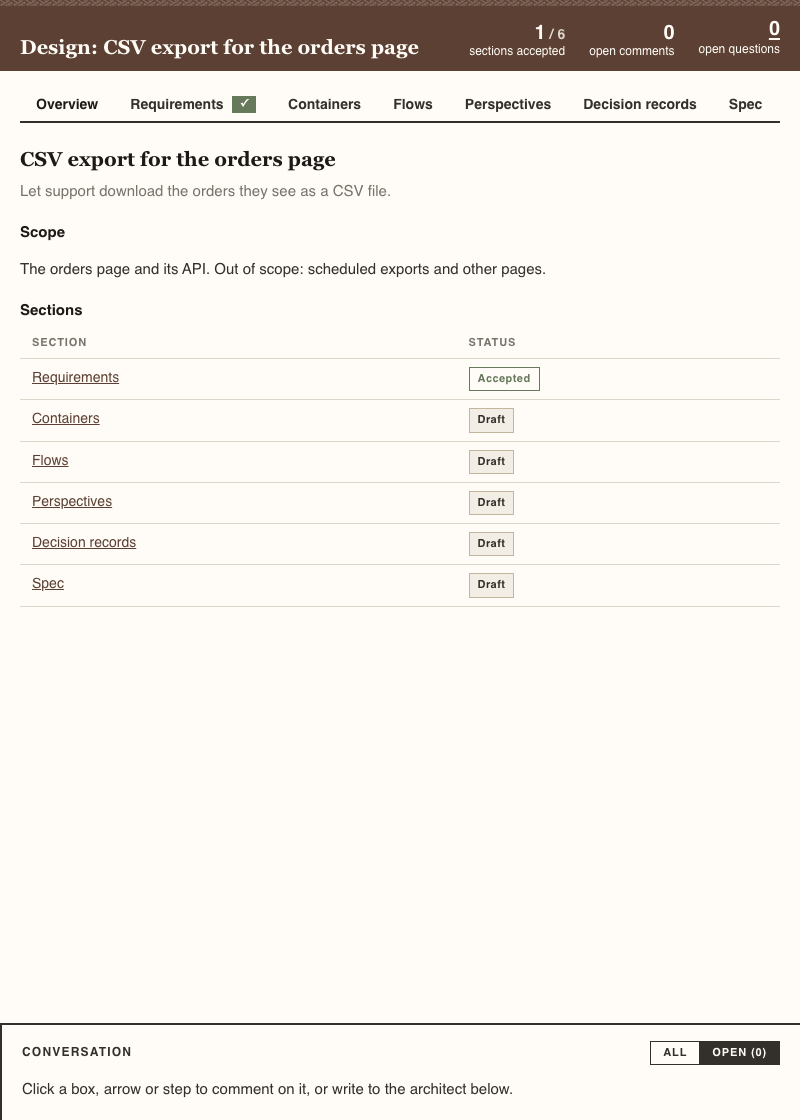 Design: CSV export for the orders page
1 / 6
sections accepted
0
open comments
0
open questions
Overview
Requirements ✓
Containers
Flows
Perspectives
Decision records
Spec
CSV export for the orders page
Let support download the orders they see as a CSV file.
Scope
The orders page and its API. Out of scope: scheduled exports and other pages.
Sections
SECTION STATUS
Requirements Accepted
Containers Draft
Flows Draft
Perspectives Draft
Decision records Draft
Spec Draft
CONVERSATION
ALL OPEN (0)
Click a box, arrow or step to comment on it, or write to the architect below.